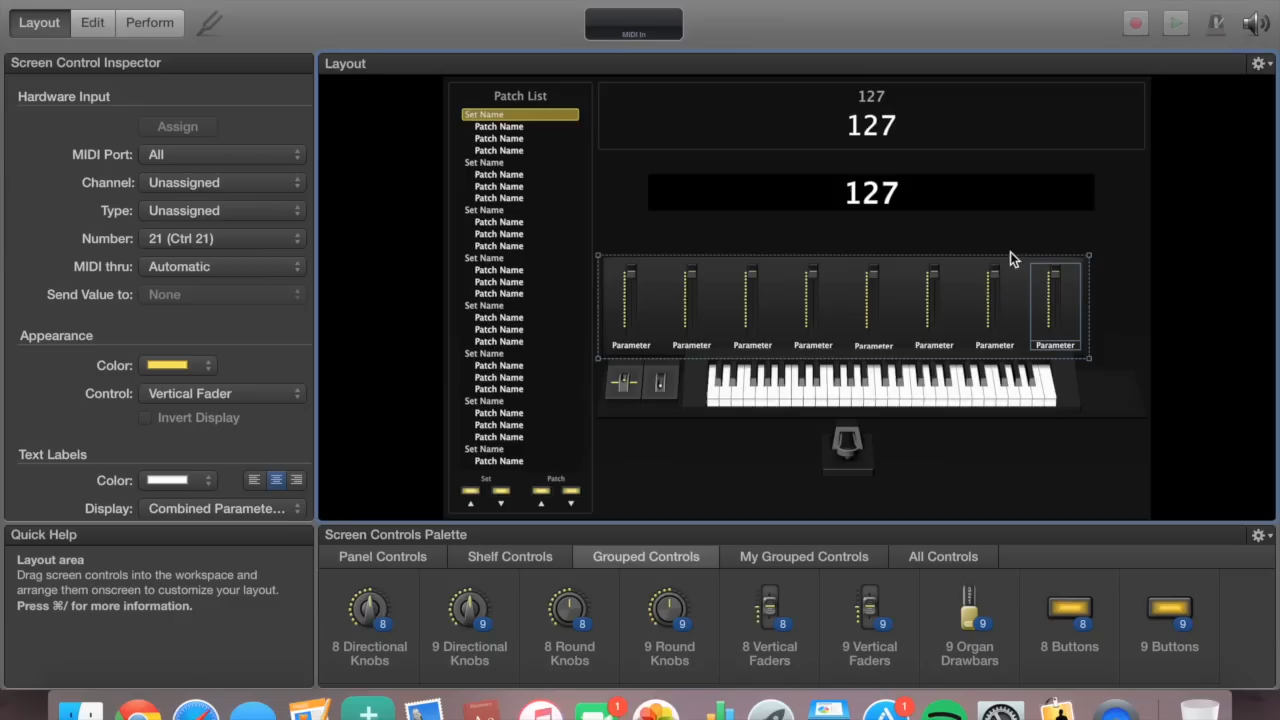 Layout
Edit
Perform
MIDI In
Screen Control Inspector
Hardware Input
Assign
MIDI Port: All
Channel: Unassigned
Type: Unassigned
Number: 21 (Ctrl 21)
MIDI thru: Automatic
Send Value to: None
Appearance
Color:
Control: Vertical Fader
Invert Display
Text Labels
Color:
Display: Combined Paramete...
Quick Help
Layout area
Drag screen controls into the workspace and
arrange them onscreen to customize your layout.
Press ⌘/ for more information.
Layout
Patch List
Set Name
Patch Name
Patch Name
Patch Name
Set Name
Patch Name
Patch Name
Patch Name
Set Name
Patch Name
Patch Name
Patch Name
Set Name
Patch Name
Patch Name
Patch Name
Set Name
Patch Name
Patch Name
Patch Name
Set Name
Patch Name
Patch Name
Patch Name
Set Name
Patch Name
Patch Name
Patch Name
Set Name
Patch Name
Set Patch
127
127
127
Parameter Parameter Parameter Parameter Parameter Parameter Parameter Parameter
Screen Controls Palette
Panel Controls
Shelf Controls
Grouped Controls
My Grouped Controls
All Controls
8
8 Directional
Knobs
9
9 Directional
Knobs
8
8 Round
Knobs
9
9 Round
Knobs
8
8 Vertical
Faders
9
9 Vertical
Faders
9
9 Organ
Drawbars
8
8 Buttons
9
9 Buttons
1
1